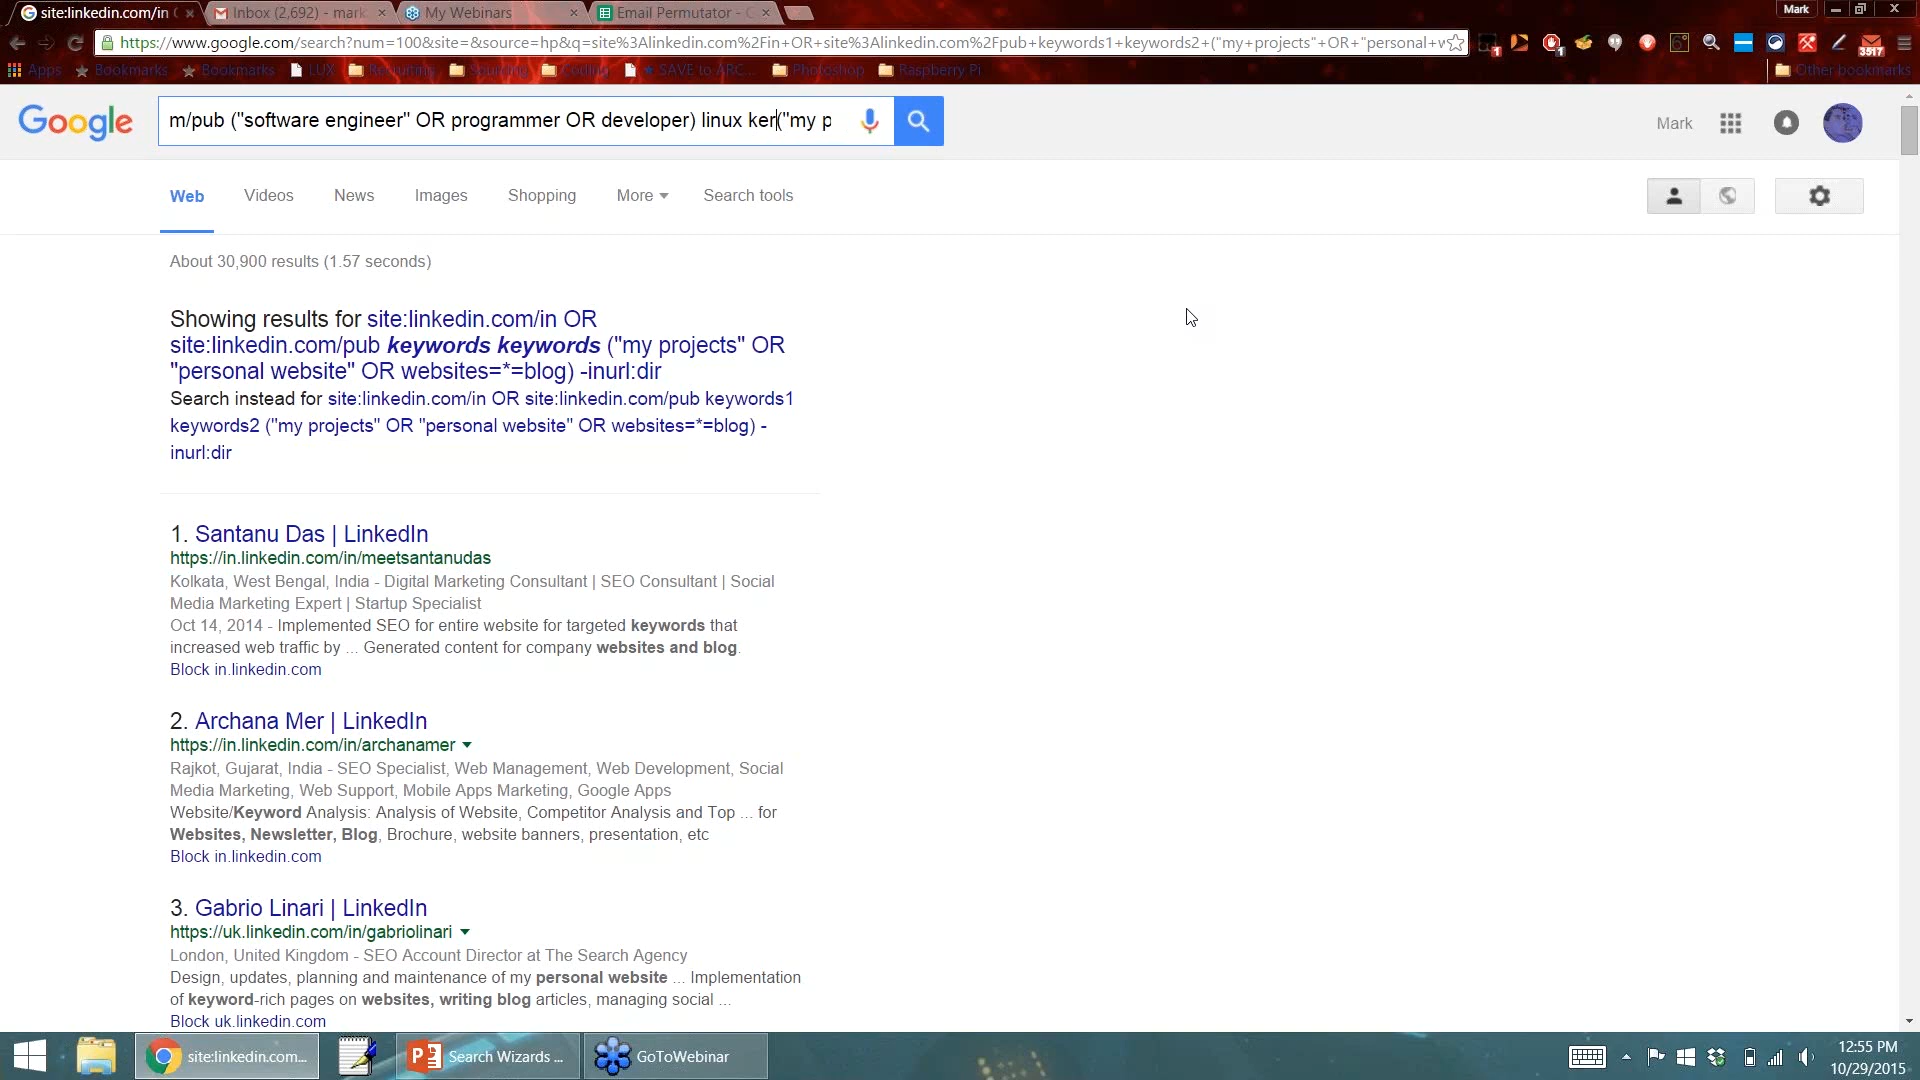 site:linkedin.com/in (
Inbox (2,692) - mark
My Webinars
Email Permutator - G
Mark
https://www.google.com/search?num=100&site=&source=hp&q=site%3Alinkedin.com%2Fin+OR+site%3Alinkedin.com%2Fpub+keywords1+keywords2+("my+projects"+OR+"personal+w
1
1
3517
Apps
Bookmarks
Bookmarks
LUX
Recruiting
Sourcing
Coding
★ SAVE to ARC...
Photoshop
Raspberry Pi
Other bookmarks
Google
m/pub ("software engineer" OR programmer OR developer) linux ker("my p
Mark
Web
Videos
News
Images
Shopping
More
Search tools
About 30,900 results (1.57 seconds)
Showing results for site:linkedin.com/in OR
site:linkedin.com/pub keywords keywords ("my projects" OR
"personal website" OR websites=*=blog) -inurl:dir
Search instead for site:linkedin.com/in OR site:linkedin.com/pub keywords1
keywords2 ("my projects" OR "personal website" OR websites=*=blog) -
inurl:dir
1. Santanu Das | LinkedIn
https://in.linkedin.com/in/meetsantanudas
Kolkata, West Bengal, India - Digital Marketing Consultant | SEO Consultant | Social
Media Marketing Expert | Startup Specialist
Oct 14, 2014 - Implemented SEO for entire website for targeted keywords that
increased web traffic by ... Generated content for company websites and blog.
Block in.linkedin.com
2. Archana Mer | LinkedIn
https://in.linkedin.com/in/archanamer
Rajkot, Gujarat, India - SEO Specialist, Web Management, Web Development, Social
Media Marketing, Web Support, Mobile Apps Marketing, Google Apps
Website/Keyword Analysis: Analysis of Website, Competitor Analysis and Top ... for
Websites, Newsletter, Blog, Brochure, website banners, presentation, etc
Block in.linkedin.com
3. Gabrio Linari | LinkedIn
https://uk.linkedin.com/in/gabriolinari
London, United Kingdom - SEO Account Director at The Search Agency
Design, updates, planning and maintenance of my personal website ... Implementation
of keyword-rich pages on websites, writing blog articles, managing social ...
Block uk.linkedin.com
site:linkedin.com...
Search Wizards ...
GoToWebinar
12:55 PM
10/29/2015